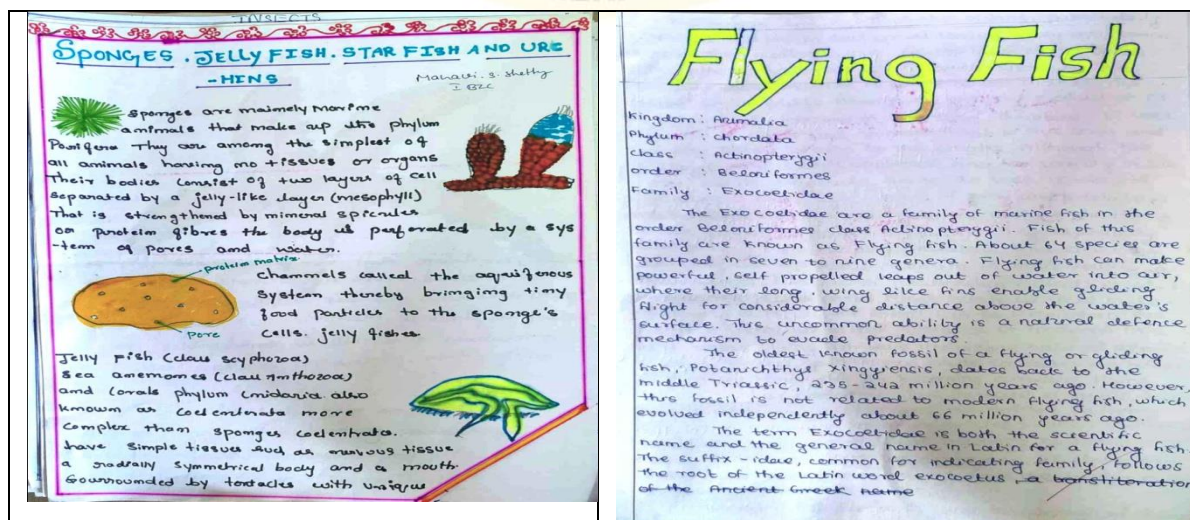 INSECTS
SPONGES. JELLY FISH. STAR FISH AND URE
-HINS
Mahavi. S. Shetty
I BZC
Sponges are mainely Marine
animals that make up the phylum
Porifera They are among the simplest of
all animals having no tissues or organs
Their bodies consist of two layers of cell
separated by a jelly-like layer (mesophyll)
That is strengthened by mineral spicules
or protein fibres the body is perforated by a sys
-tem of pores and water.
protein matrix
pore
Channels called the aquiferous
system thereby bringing tiny
food particles to the sponge's
cells. jelly fishes
Jelly Fish (class scyphozoa)
Sea anemones (class Anthozoa)
and corals phylum cnidaria also
known as coelenterata more
complex than sponges coelentrate.
have simple tissues such as nervous tissue
a radially symmetrical body and a mouth
Sourrounded by tentacles with unique
Flying Fish
Kingdom : Animalia
Phylum : Chordata
Class : Actinopterygii
Order : Beloniformes
Family : Exocoetidae
The Exocoetidae are a family of marine fish in the
order Beloniformes class Actinopterygii. Fish of this
family are known as Flying fish. About 64 species are
grouped in seven to nine genera. Flying fish can make
powerful, self propelled leaps out of water into air,
where their long wing like fins enable gliding
flight for considerable distance above the water's
surface. This uncommon ability is a natural defence
mechanism to evade predators.
The oldest known fossil of a flying or gliding
fish, Potanichthys xingyiensis, dates back to the
middle Triassic, 235-242 million years ago. However,
this fossil is not related to modern flying fish, which
evolved independently about 66 million years ago.
The term Exocoetidae is both the scientific
name and the general name in Latin for a flying fish.
The suffix -idae, common for indicating family, follows
the root of the Latin word exocoetus, a transliteration
of the Ancient Greek name